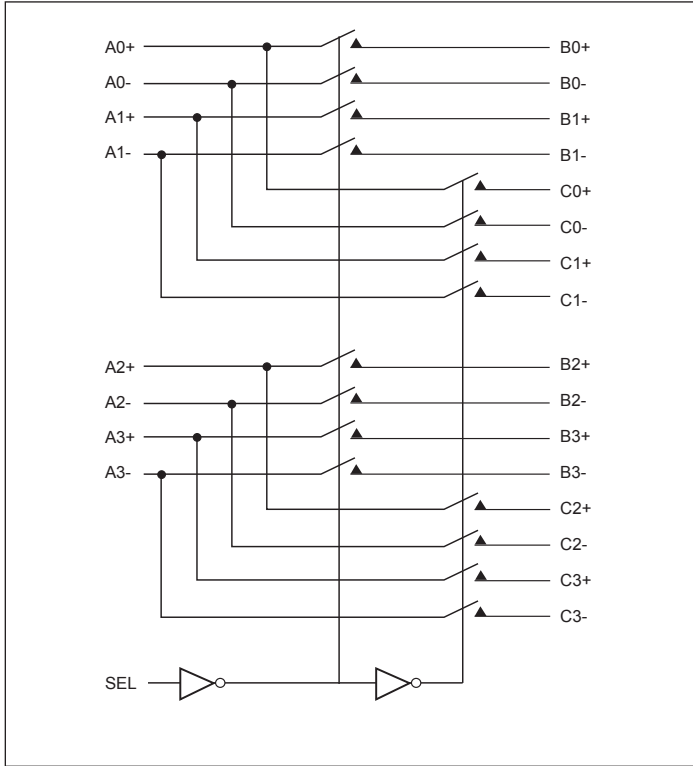 A0+ B0+
A0- B0-
A1+ B1+
A1- B1-
C0+
C0-
C1+
C1-
A2+ B2+
A2- B2-
A3+ B3+
A3- B3-
C2+
C2-
C3+
C3-
SEL